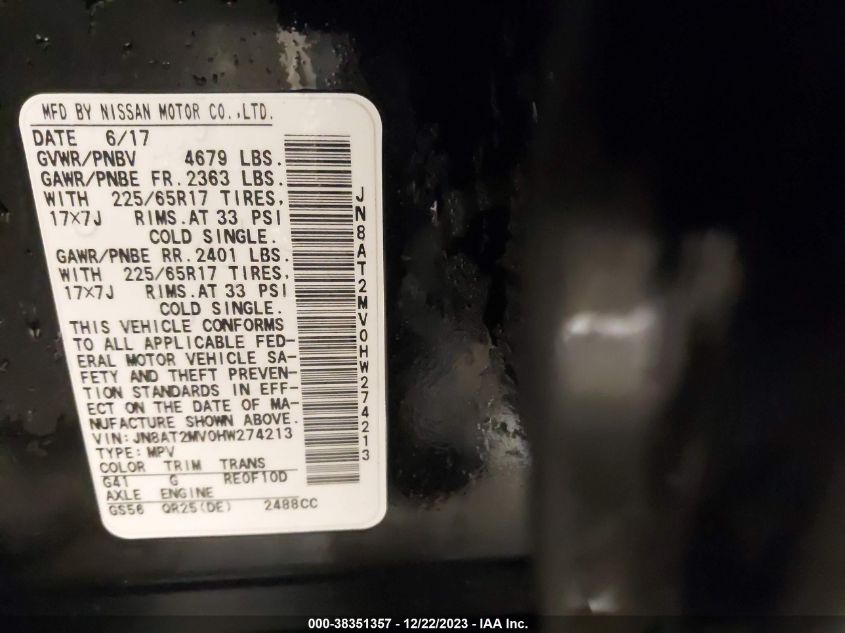 MFD BY NISSAN MOTOR CO.,LTD.
DATE 6/17
GVWR/PNBV 4679 LBS.
GAWR/PNBE FR. 2363 LBS.
WITH 225/65R17 TIRES,
17×7J RIMS.AT 33 PSI
COLD SINGLE.
GAWR/PNBE RR. 2401 LBS.
WITH 225/65R17 TIRES,
17×7J RIMS.AT 33 PSI
COLD SINGLE.
THIS VEHICLE CONFORMS
TO ALL APPLICABLE FED-
ERAL MOTOR VEHICLE SA-
FETY AND THEFT PREVEN-
TION STANDARDS IN EFF-
ECT ON THE DATE OF MA-
NUFACTURE SHOWN ABOVE.
VIN:JN8AT2MV0HW274213
TYPE:MPV
COLOR TRIM TRANS
G41 G RE0F10D
AXLE ENGINE
GS56 QR25(DE) 2488CC
JN8AT2MV0HW274213
000-38351357 - 12/22/2023 - IAA Inc.